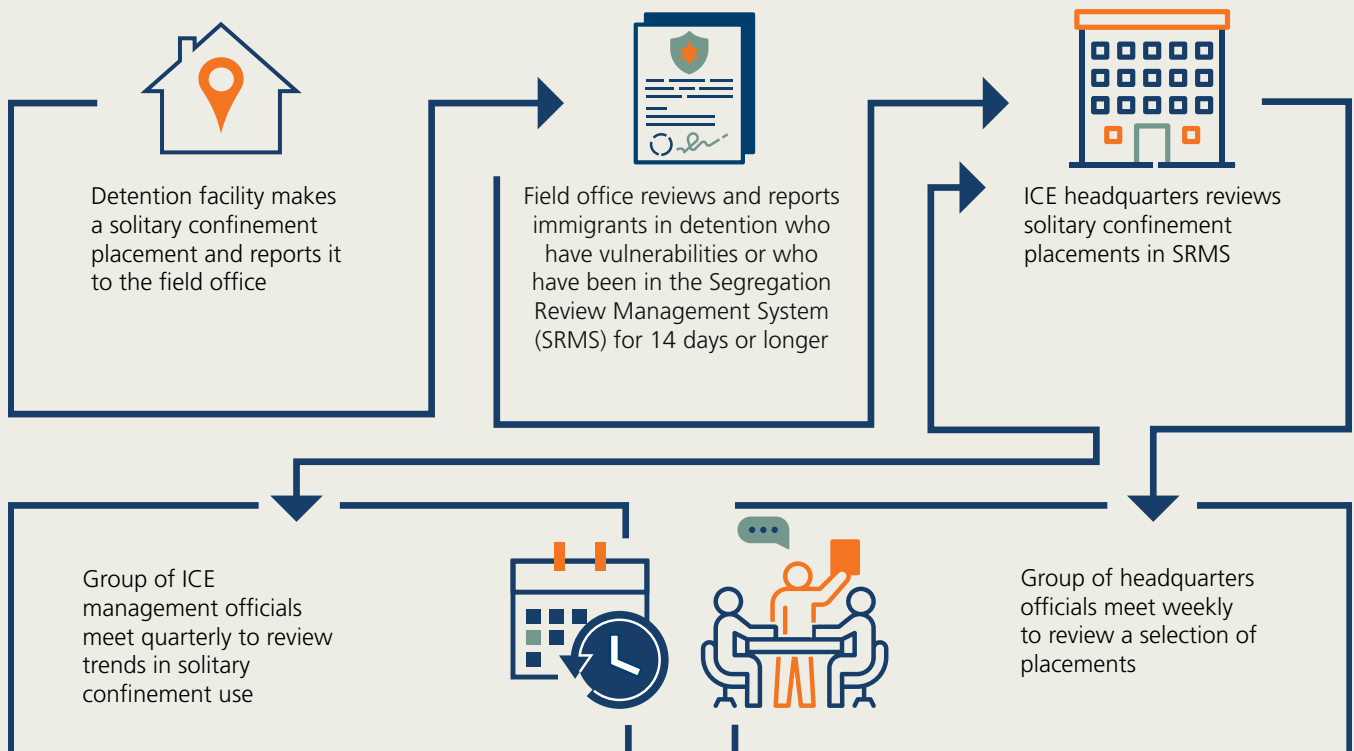 Detention facility makes
a solitary confinement
placement and reports it
to the field office
Field office reviews and reports
immigrants in detention who
have vulnerabilities or who
have been in the Segregation
Review Management System
(SRMS) for 14 days or longer
ICE headquarters reviews
solitary confinement
placements in SRMS
Group of ICE
management officials
meet quarterly to review
trends in solitary
confinement use
Group of headquarters
officials meet weekly
to review a selection of
placements